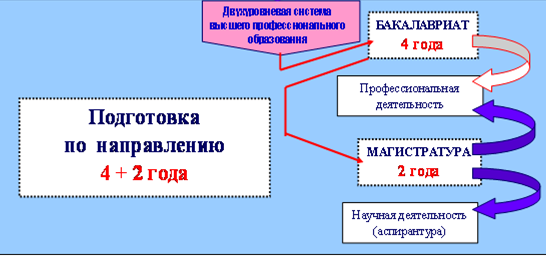 Двухуровневая система
высшего профессионального
образования
БАКАЛАВРИАТ
4 года
Профессиональная
деятельность
Подготовка
по направлению
4 + 2 года
МАГИСТРАТУРА
2 года
Научная деятельность
(аспирантура)